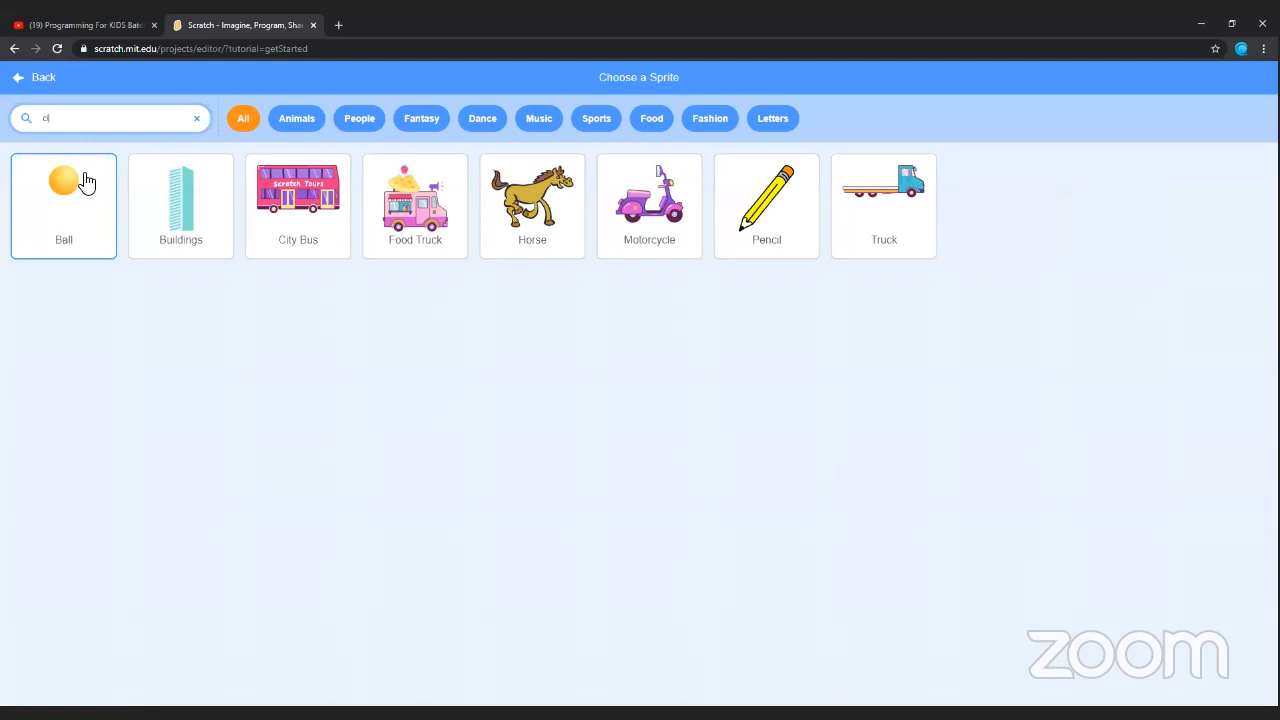 (19) Programming For KIDS Batch
Scratch - Imagine, Program, Sha
scratch.mit.edu/projects/editor/?tutorial=getStarted
Back
Choose a Sprite
All
Animals
People
Fantasy
Dance
Music
Sports
Food
Fashion
Letters
Scratch Tours
Ball
Buildings
City Bus
Food Truck
Horse
Motorcycle
Pencil
Truck
zoom